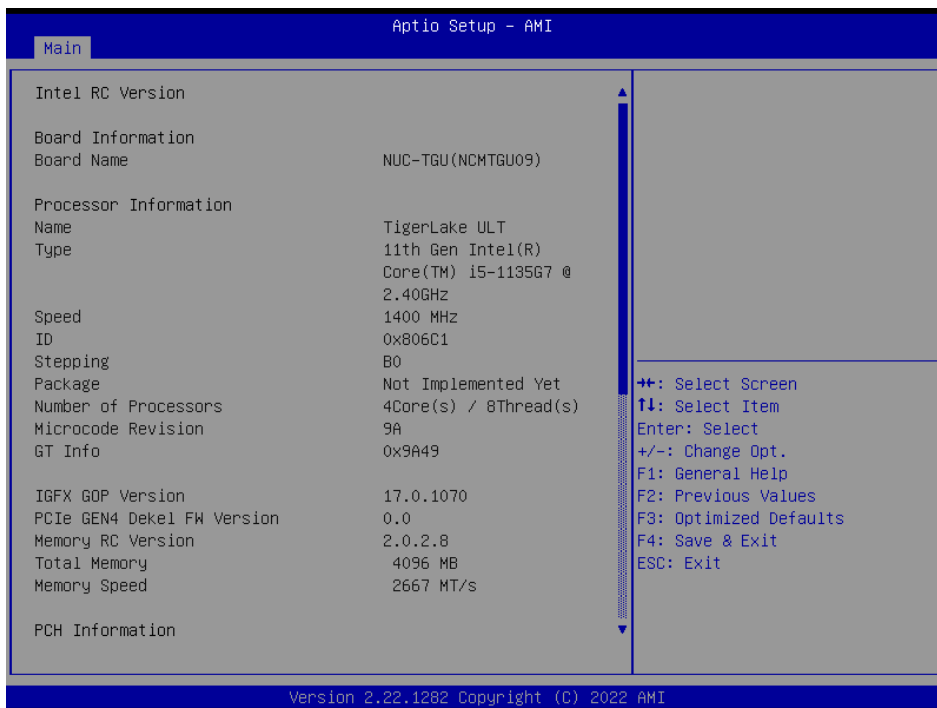 Aptio Setup - AMI
Main
Intel RC Version
Board Information
Board Name NUC-TGU(NCMTGU09)
Processor Information
Name TigerLake ULT
Type 11th Gen Intel(R)
Core(TM) i5-1135G7 @
2.40GHz
Speed 1400 MHz
ID 0x806C1
Stepping B0
Package Not Implemented Yet
Number of Processors 4Core(s) / 8Thread(s)
Microcode Revision 9A
GT Info 0x9A49
IGFX GOP Version 17.0.1070
PCIe GEN4 Dekel FW Version 0.0
Memory RC Version 2.0.2.8
Total Memory 4096 MB
Memory Speed 2667 MT/s
PCH Information
→←: Select Screen
↑↓: Select Item
Enter: Select
+/-: Change Opt.
F1: General Help
F2: Previous Values
F3: Optimized Defaults
F4: Save & Exit
ESC: Exit
Version 2.22.1282 Copyright (C) 2022 AMI